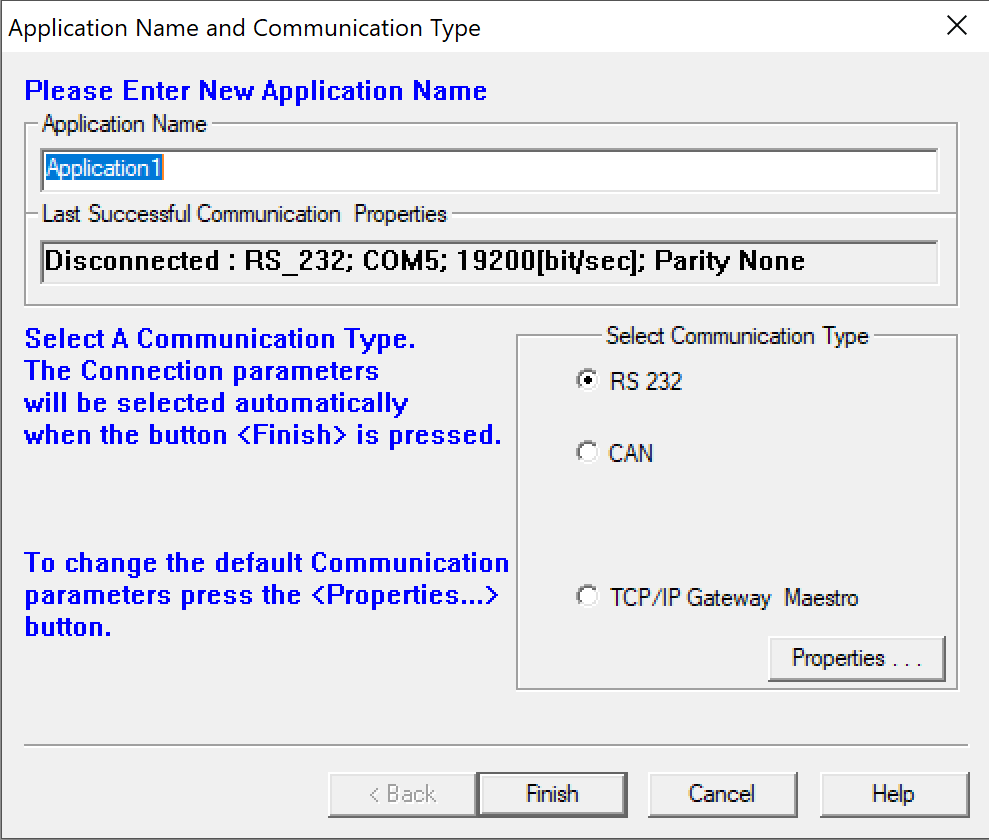 Application Name and Communication Type
Please Enter New Application Name
Application Name
Application1
Last Successful Communication Properties
Disconnected : RS_232; COM5; 19200[bit/sec]; Parity None
Select A Communication Type.
The Connection parameters
will be selected automatically
when the button <Finish> is pressed.
To change the default Communication
parameters press the <Properties...>
button.
Select Communication Type
RS 232
CAN
TCP/IP Gateway Maestro
Properties . . .
< Back
Finish
Cancel
Help